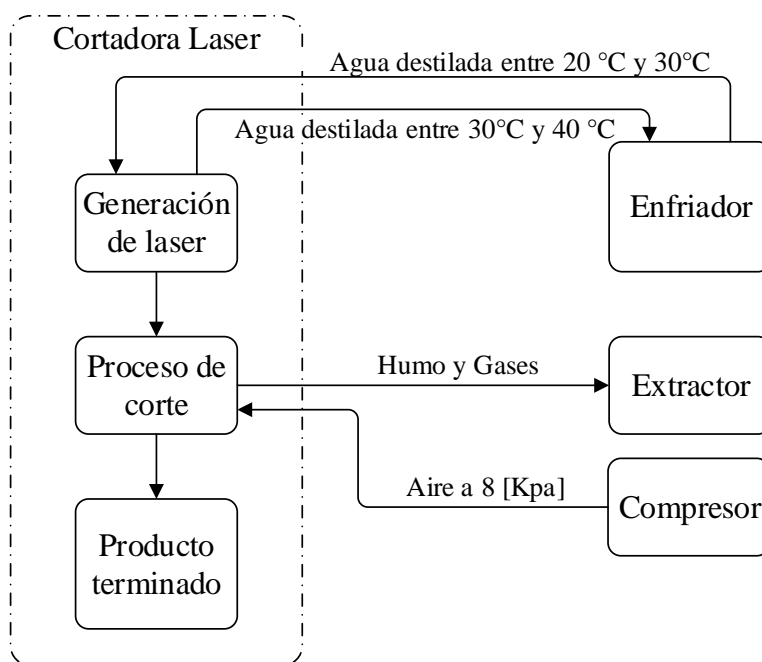 Cortadora Laser
Agua destilada entre 20 °C y 30°C
Agua destilada entre 30°C y 40 °C
Generación
de laser
Enfriador
Proceso de
corte
Humo y Gases
Extractor
Aire a 8 [Kpa]
Compresor
Producto
terminado